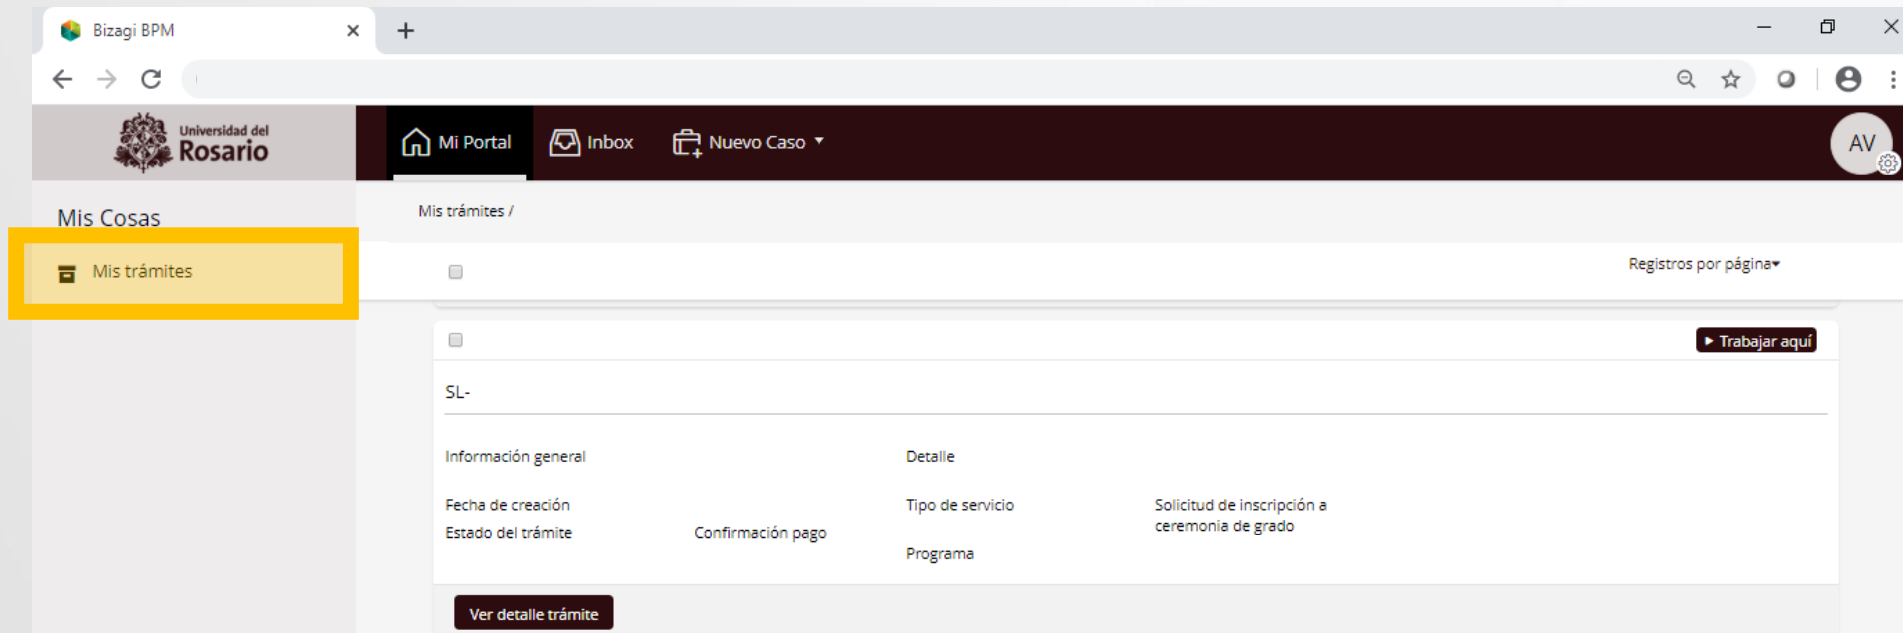 Bizagi BPM
Universidad del
Rosario
Mi Portal
Inbox
Nuevo Caso
AV
Mis Cosas
Mis trámites /
Mis trámites
Registros por página
Trabajar aquí
SL-
Información general
Detalle
Fecha de creación
Tipo de servicio
Solicitud de inscripción a
ceremonia de grado
Estado del trámite
Confirmación pago
Programa
Ver detalle trámite